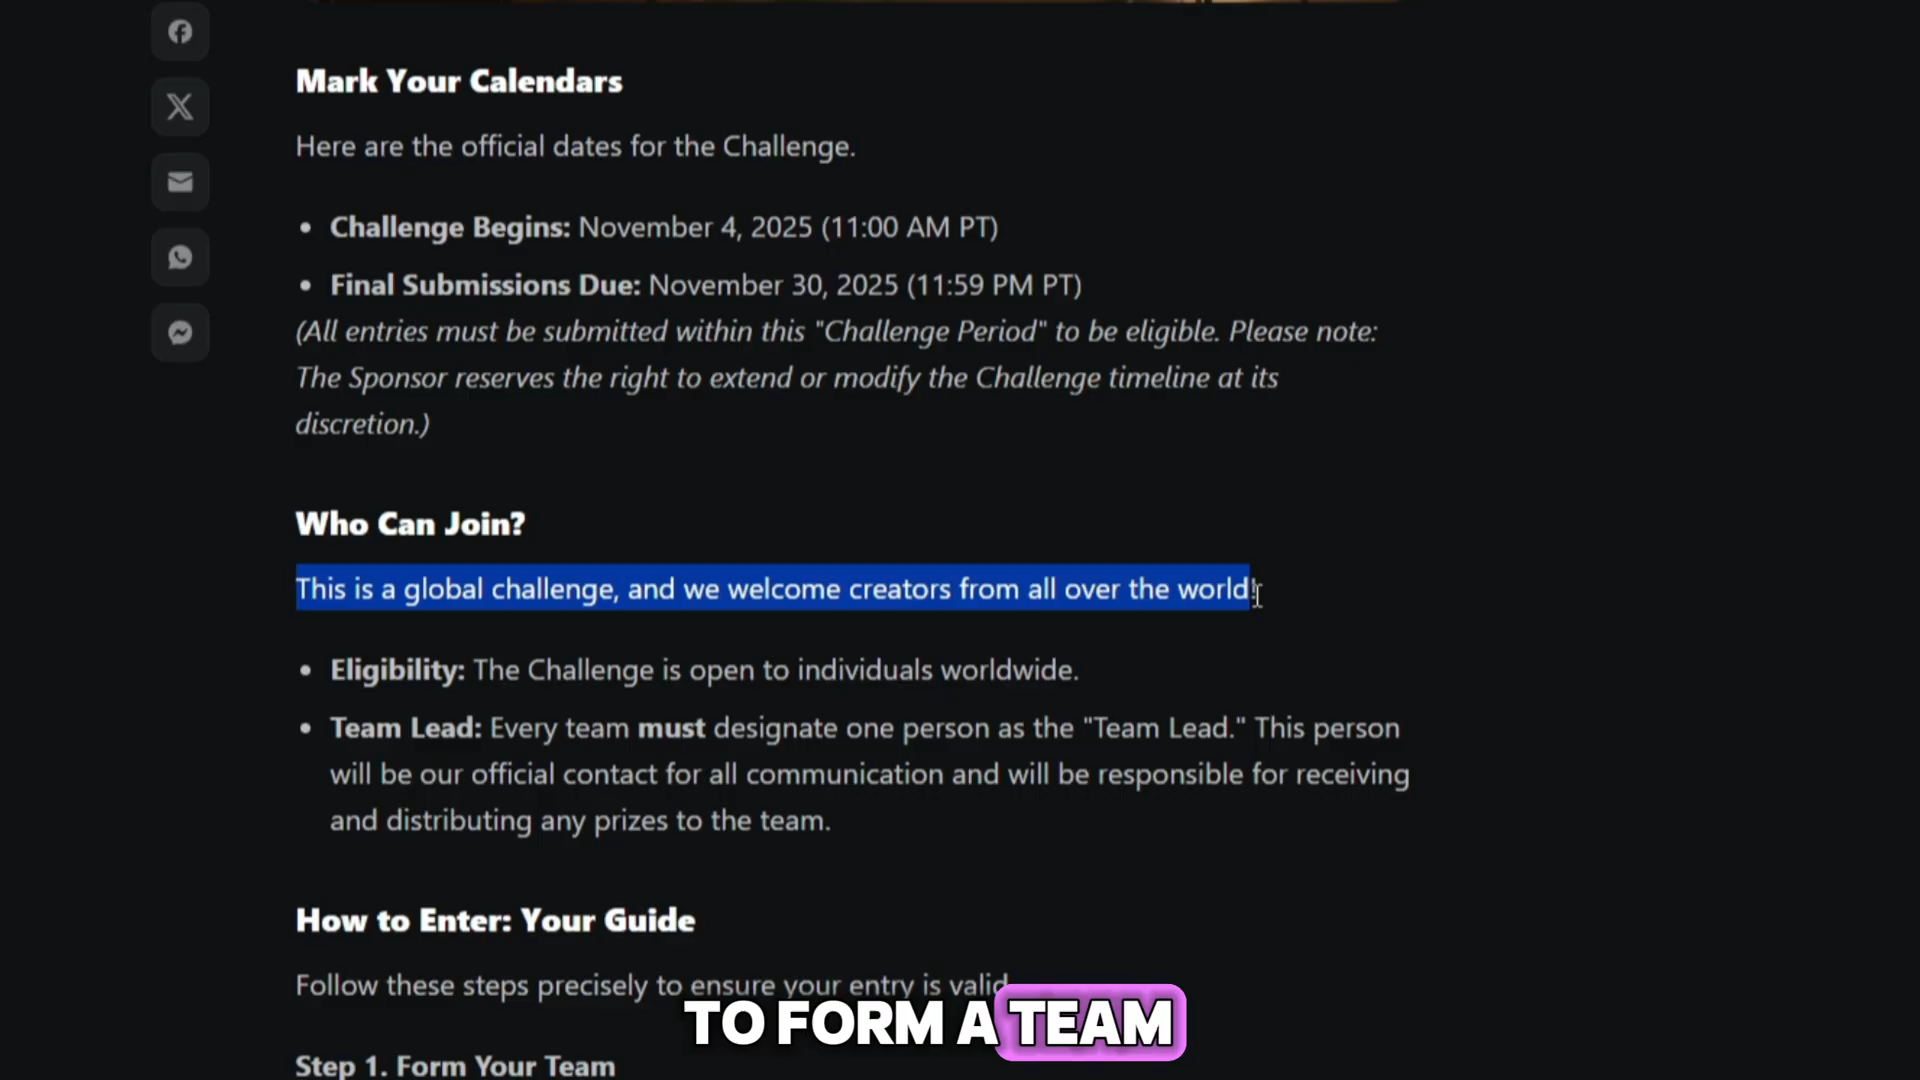 Mark Your Calendars
Here are the official dates for the Challenge.
• Challenge Begins: November 4, 2025 (11:00 AM PT)
• Final Submissions Due: November 30, 2025 (11:59 PM PT)
(All entries must be submitted within this "Challenge Period" to be eligible. Please note:
The Sponsor reserves the right to extend or modify the Challenge timeline at its
discretion.)
Who Can Join?
This is a global challenge, and we welcome creators from all over the world!
• Eligibility: The Challenge is open to individuals worldwide.
• Team Lead: Every team must designate one person as the "Team Lead." This person
will be our official contact for all communication and will be responsible for receiving
and distributing any prizes to the team.
How to Enter: Your Guide
Follow these steps precisely to ensure your entry is valid
TO FORM A TEAM
Step 1. Form Your Team